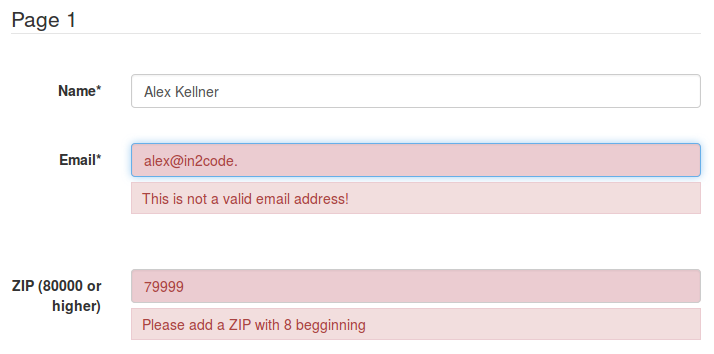 Page 1
Name*
Alex Kellner
Email*
alex@in2code.
This is not a valid email address!
ZIP (80000 or
higher)
79999
Please add a ZIP with 8 begginning